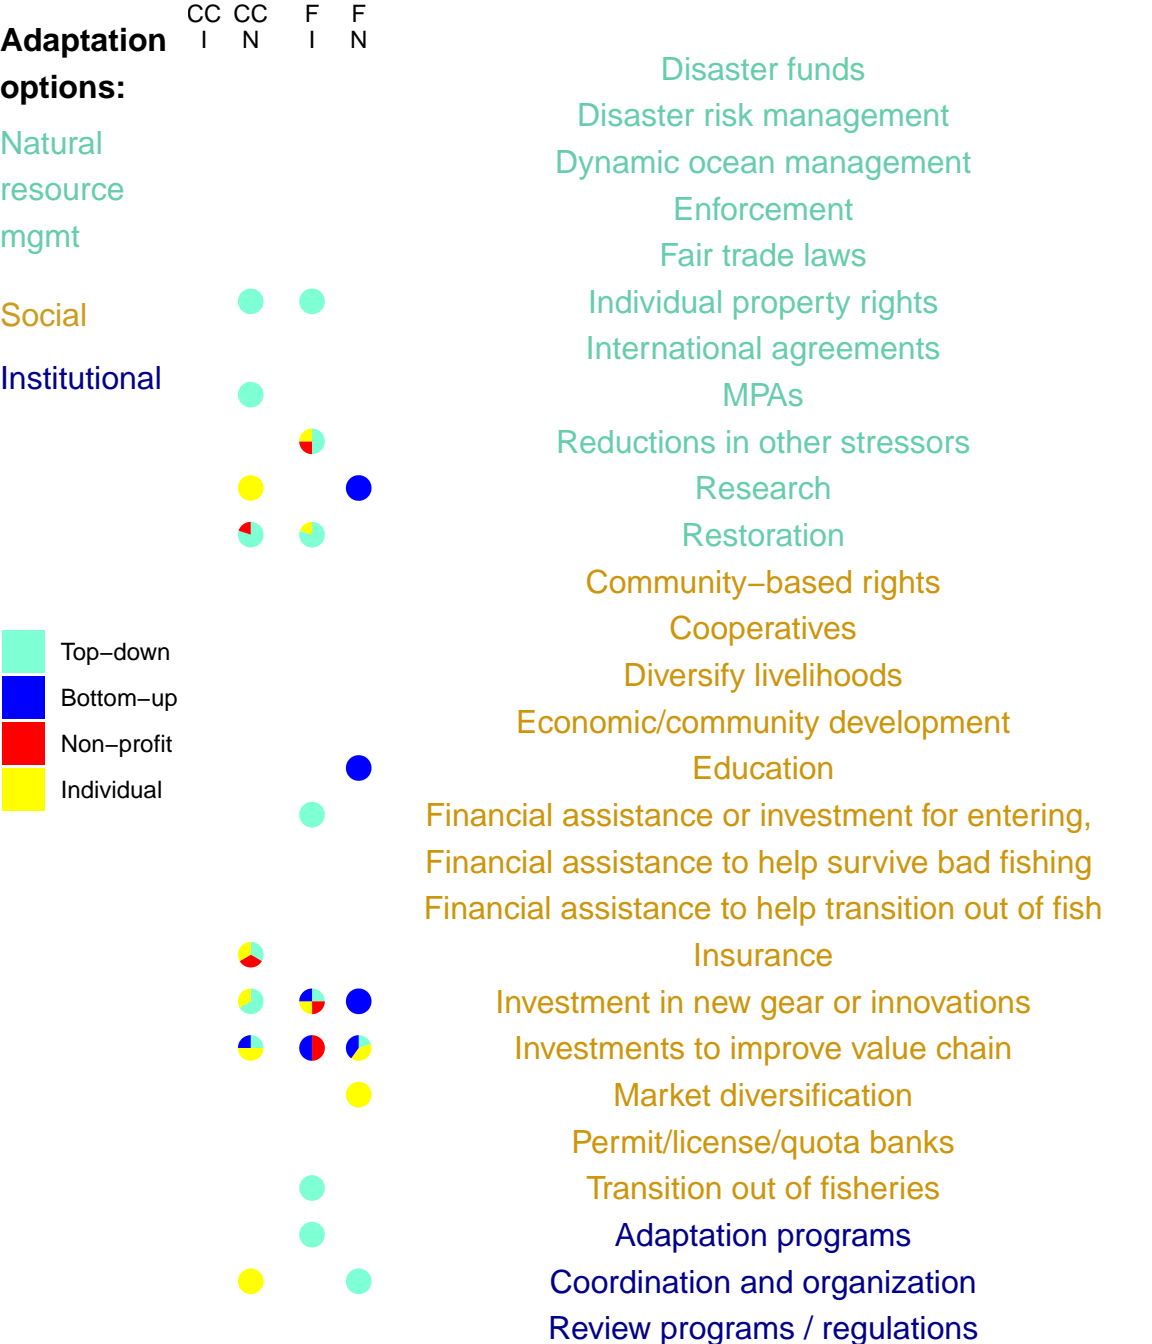 CC CC F F
I N I N
Adaptation
options:
Natural
resource
mgmt
Social
Institutional
Top−down
Bottom−up
Non−profit
Individual
Disaster funds
Disaster risk management
Dynamic ocean management
Enforcement
Fair trade laws
Individual property rights
International agreements
MPAs
Reductions in other stressors
Research
Restoration
Community−based rights
Cooperatives
Diversify livelihoods
Economic/community development
Education
Financial assistance or investment for entering,
Financial assistance to help survive bad fishing
Financial assistance to help transition out of fish
Insurance
Investment in new gear or innovations
Investments to improve value chain
Market diversification
Permit/license/quota banks
Transition out of fisheries
Adaptation programs
Coordination and organization
Review programs / regulations